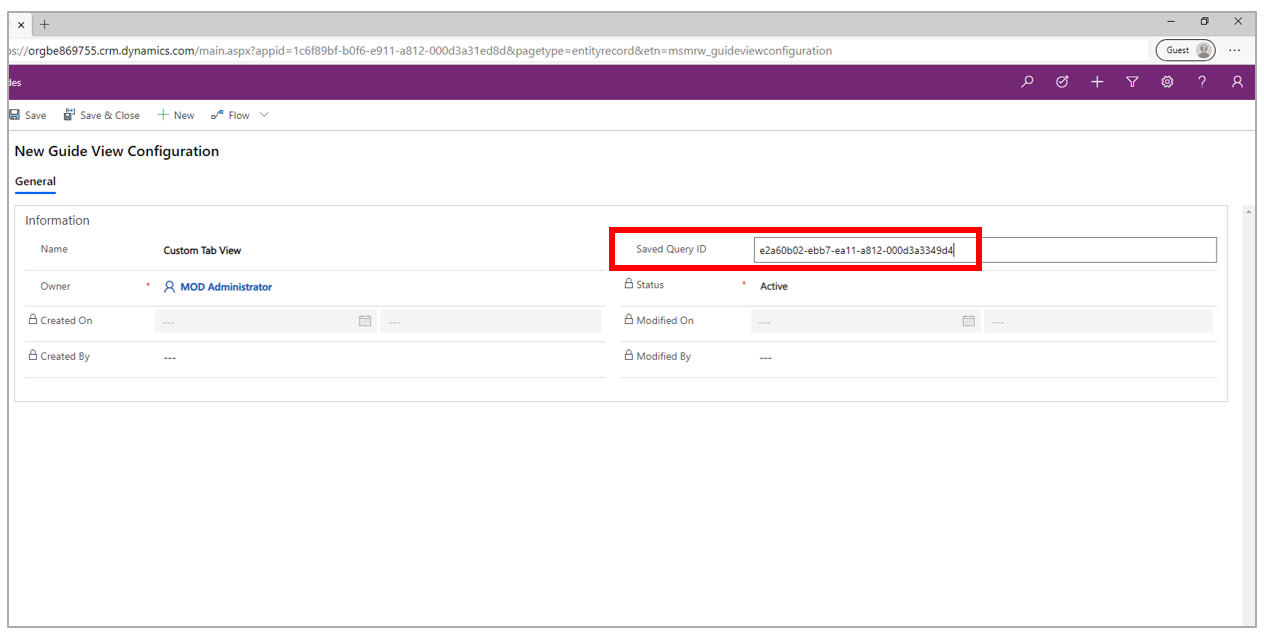 s://orgbe869755.crm.dynamics.com/main.aspx?appid=1c6f89bf-b0f6-e911-a812-000d3a31ed8d&pagetype=entityrecord&etn=msmrw_guideviewconfiguration
Guest
des
Save Save & Close New Flow
New Guide View Configuration
General
Information
Name Custom Tab View Saved Query ID e2a60b02-ebb7-ea11-a812-000d3a3349d4
Owner * MOD Administrator Status * Active
Created On --- --- Modified On --- ---
Created By --- Modified By ---